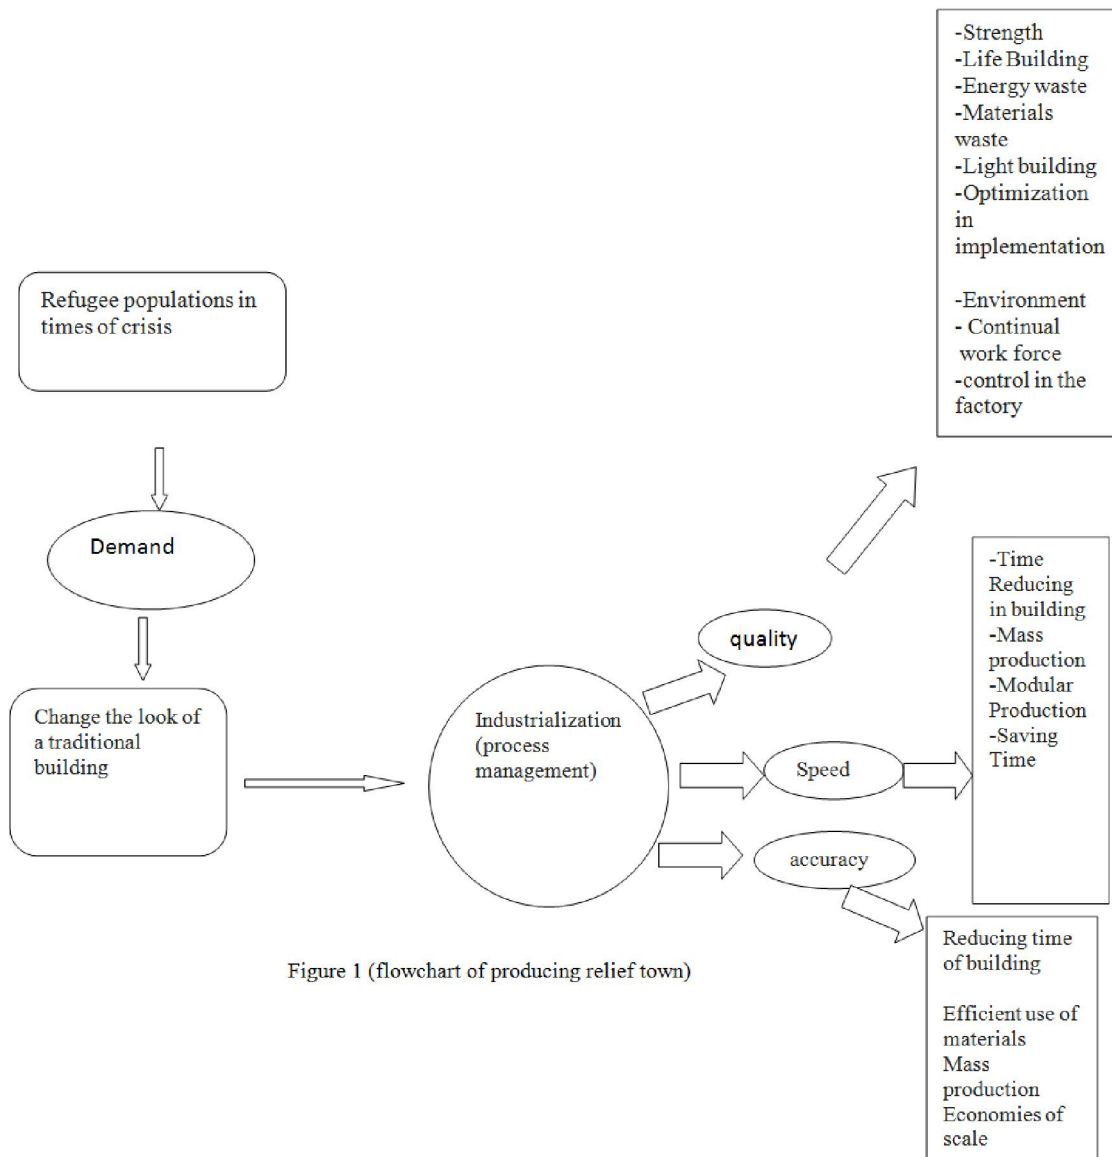 Refugee populations in
times of crisis
Demand
Change the look of
a traditional
building
Industrialization
(process
management)
quality
Speed
accuracy
-Strength
-Life Building
-Energy waste
-Materials
waste
-Light building
-Optimization
in
implementation
-Environment
- Continual
work force
-control in the
factory
-Time
Reducing
in building
-Mass
production
-Modular
Production
-Saving
Time
Reducing time
of building
Efficient use of
materials
Mass
production
Economies of
scale
Figure 1 (flowchart of producing relief town)